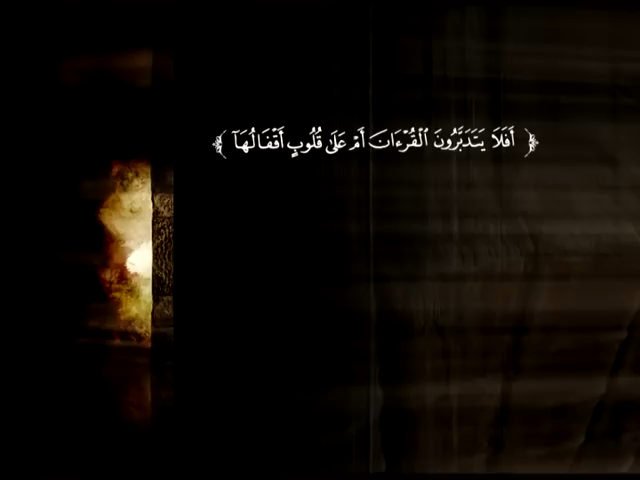 ﴿ أَفَلَا يَتَدَبَّرُونَ ٱلْقُرْءَانَ أَمْ عَلَىٰ قُلُوبٍ أَقْفَالُهَآ ﴾